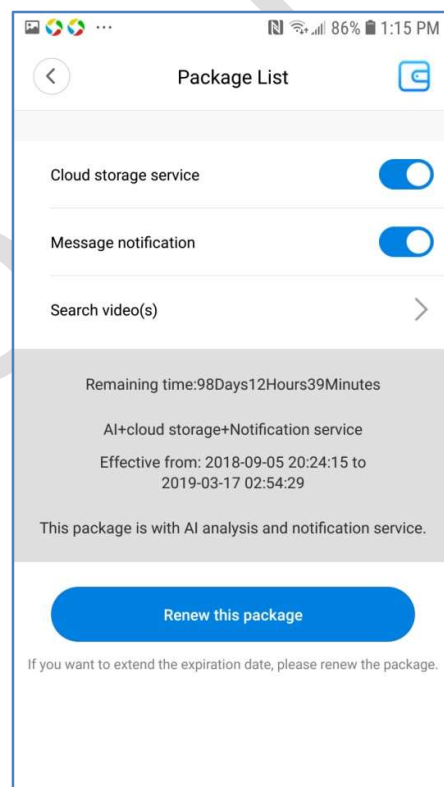 86% 1:15 PM
Package List
Cloud storage service
Message notification
Search video(s)
Remaining time:98Days12Hours39Minutes
AI+cloud storage+Notification service
Effective from: 2018-09-05 20:24:15 to
2019-03-17 02:54:29
This package is with AI analysis and notification service.
Renew this package
If you want to extend the expiration date, please renew the package.